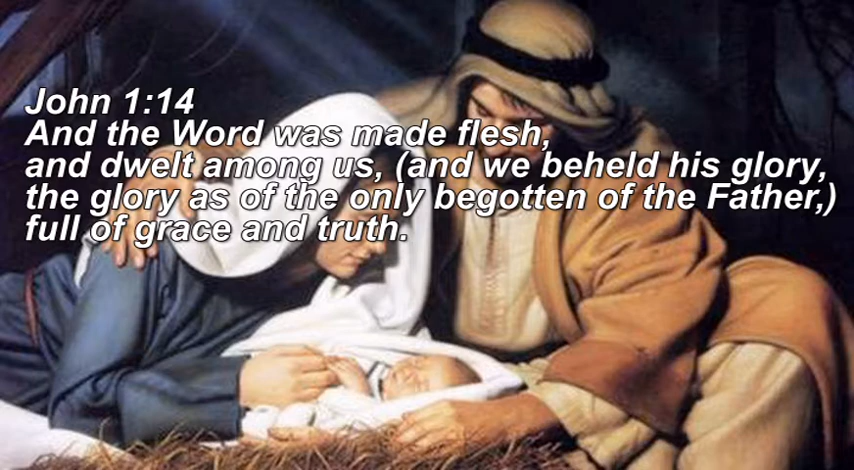 John 1:14
And the Word was made flesh,
and dwelt among us, (and we beheld his glory,
the glory as of the only begotten of the Father,)
full of grace and truth.